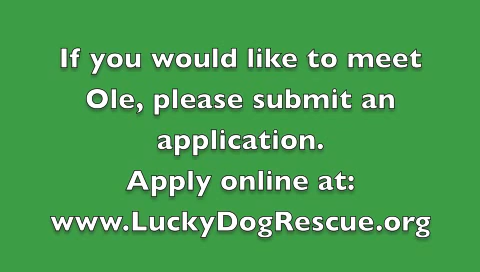 If you would like to meet
Ole, please submit an
application.
Apply online at:
www.LuckyDogRescue.org